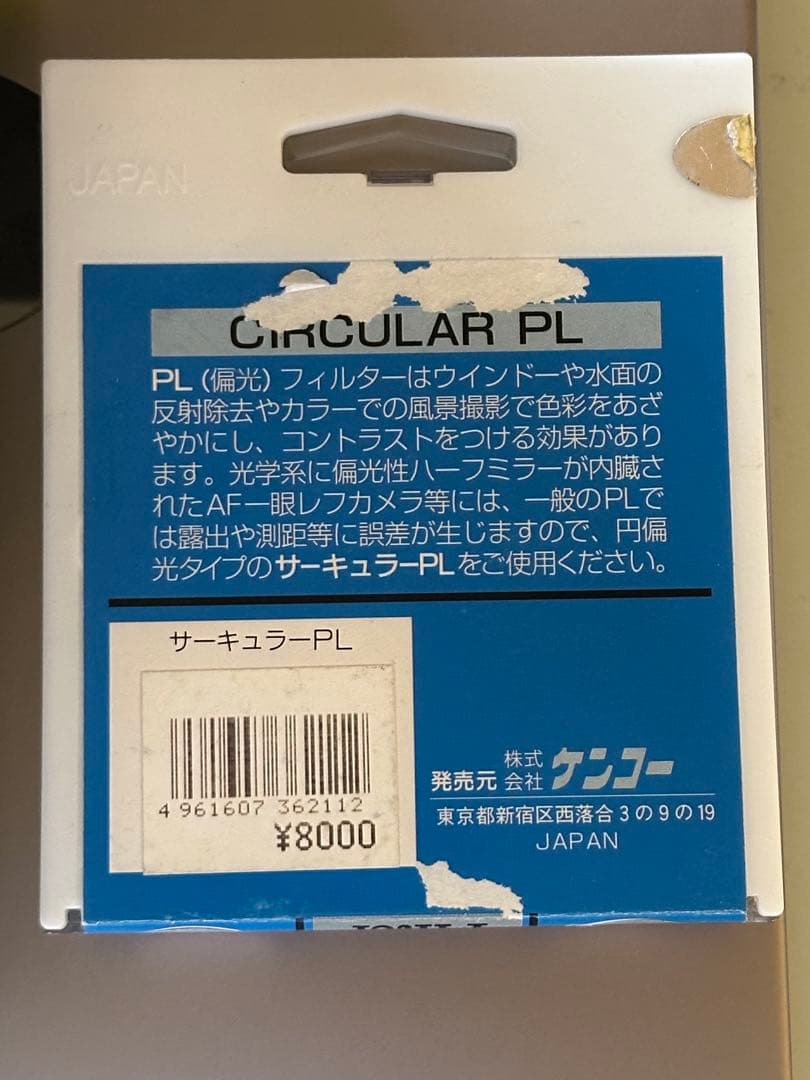 JAPAN
CIRCULAR PL
PL（偏光）フィルターはウインドーや水面の
反射除去やカラーでの風景撮影で色彩をあざ
やかにし、コントラストをつける効果があり
ます。光学系に偏光性ハーフミラーが内臓さ
れたAF一眼レフカメラ等には、一般のPLで
は露出や測距等に誤差が生じますので、円偏
光タイプのサーキュラーPLをご使用ください。
サーキュラーPL
4 961607 362112
¥8000
発売元 株式会社 ケンコー
東京都新宿区西落合3の9の19
JAPAN